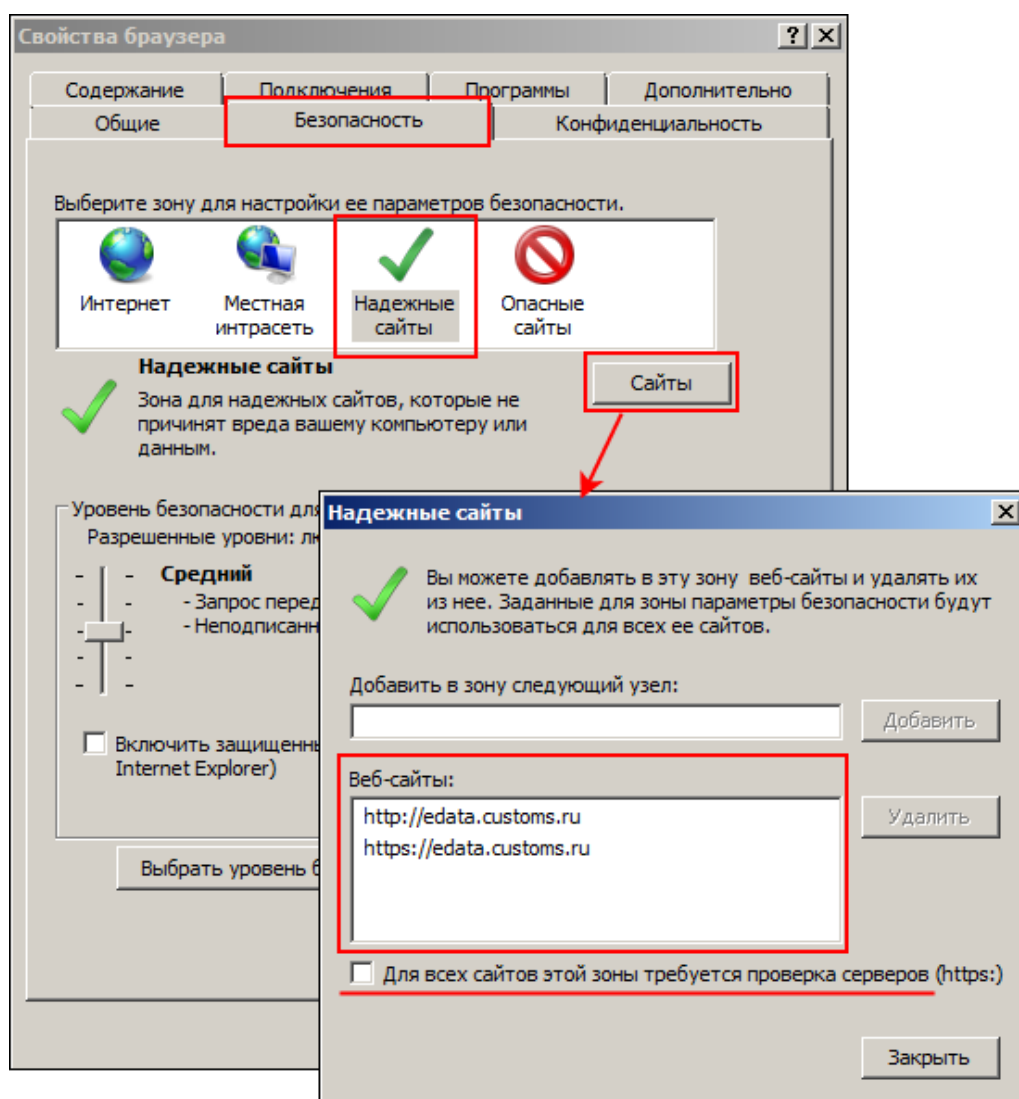 Свойства браузера
Содержание Подключения Программы Дополнительно
Общие Безопасность Конфиденциальность
Выберите зону для настройки ее параметров безопасности.
Интернет
Местная
интрасеть
Надежные
сайты
Опасные
сайты
Надежные сайты
Сайты
Зона для надежных сайтов, которые не
причинят вреда вашему компьютеру или
данным.
Уровень безопасности для
Разрешенные уровни:
Средний
- Запрос перед
-
Включить
Internet Explorer)
Выбрать уровень
Надежные сайты
Вы можете добавлять в эту зону веб-сайты и удалять их
из нее. Заданные для зоны параметры безопасности будут
использоваться для всех ее сайтов.
Добавить в зону следующий узел:
Добавить
Веб-сайты:
http://edata.customs.ru
https://edata.customs.ru
Удалить
Для всех сайтов этой зоны требуется проверка серверов (https:)
Закрыть